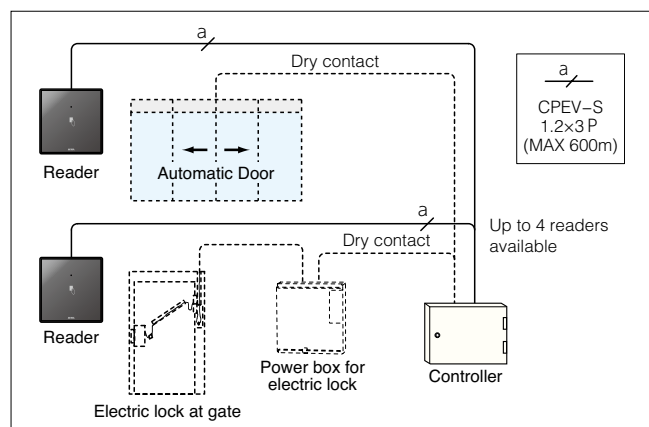 a
Dry contact
a
CPEV-S
1.2×3P
(MAX 600m)
Reader
Automatic Door
a
Up to 4 readers
available
Dry contact
Reader
Power box for
electric lock
Controller
Electric lock at gate